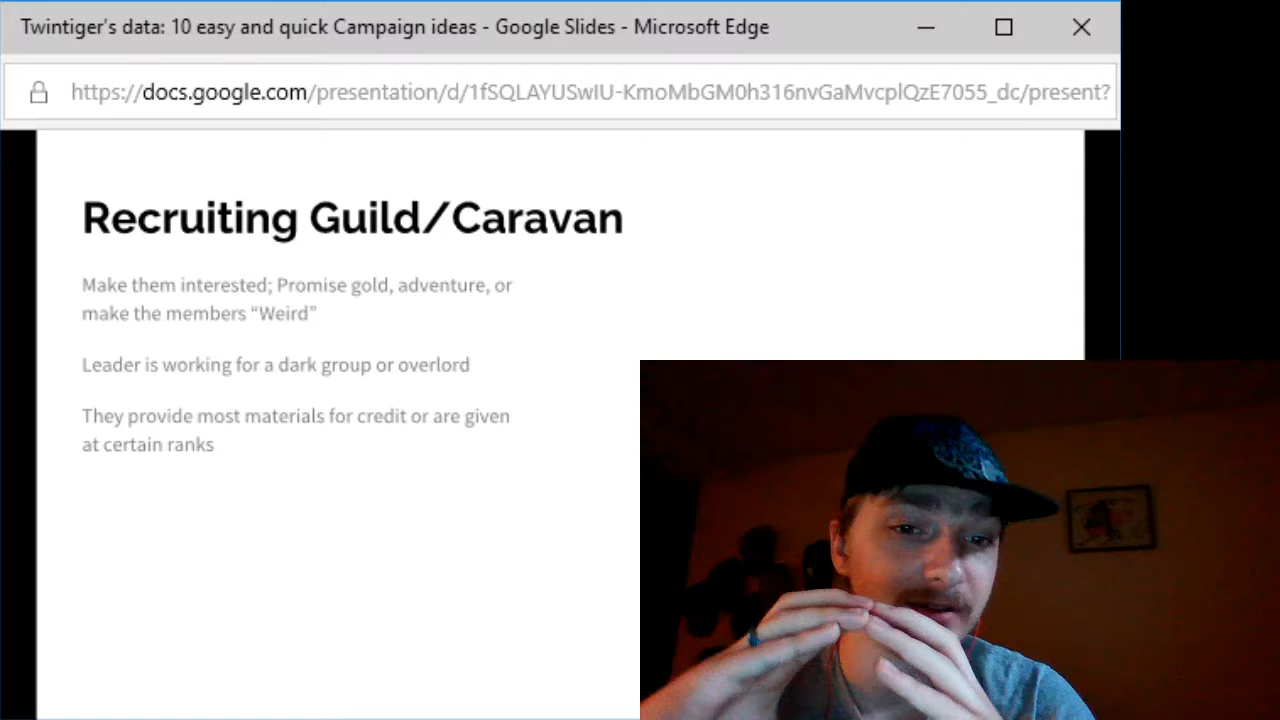 Twintiger's data: 10 easy and quick Campaign ideas - Google Slides - Microsoft Edge
https://docs.google.com/presentation/d/1fSQLAYUSwIU-KmoMbGM0h316nvGaMvcplQzE7055_dc/present?
Recruiting Guild/Caravan
Make them interested; Promise gold, adventure, or
make the members “Weird”
Leader is working for a dark group or overlord
They provide most materials for credit or are given
at certain ranks